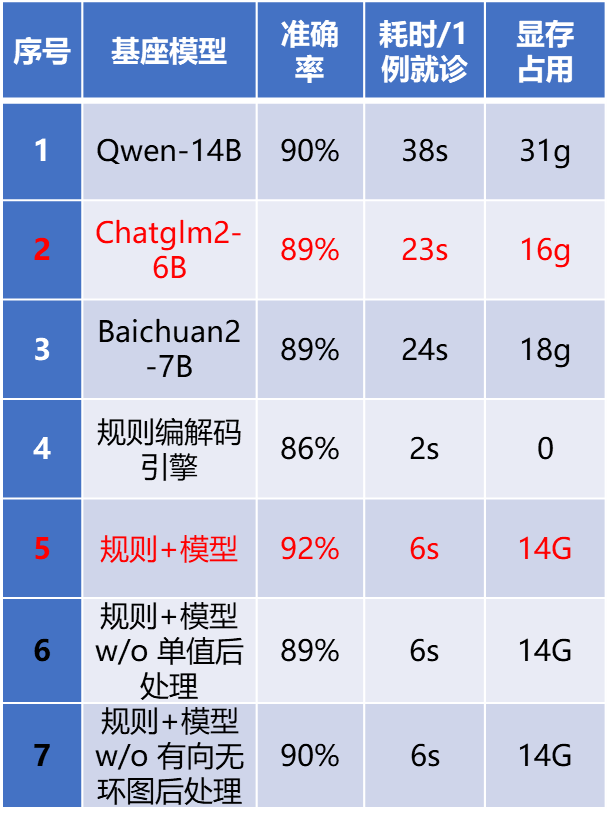 序号 基座模型 准确率 耗时/1例就诊 显存占用
1 Qwen-14B 90% 38s 31g
2 Chatglm2-6B 89% 23s 16g
3 Baichuan2-7B 89% 24s 18g
4 规则编解码引擎 86% 2s 0
5 规则+模型 92% 6s 14G
6 规则+模型 w/o 单值后处理 89% 6s 14G
7 规则+模型 w/o 有向无环图后处理 90% 6s 14G